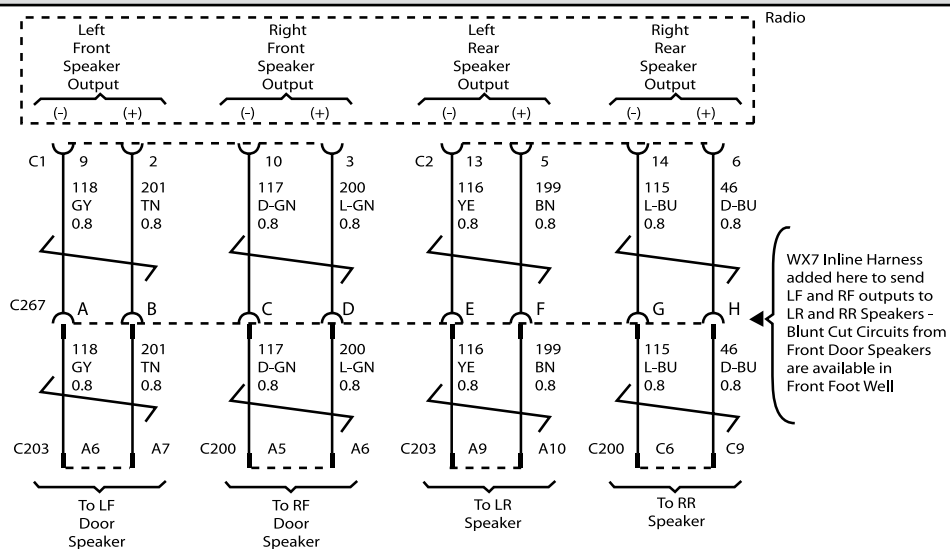 Radio
Left Front Speaker Output
Right Front Speaker Output
Left Rear Speaker Output
Right Rear Speaker Output
(-) (+) (-) (+) (-) (+) (-) (+)
C1 9 2 10 3 C2 13 5 14 6
118 201 117 200 116 199 115 46
GY TN D-GN L-GN YE BN L-BU D-BU
0.8 0.8 0.8 0.8 0.8 0.8 0.8 0.8
WX7 Inline Harness
added here to send
LF and RF outputs to
LR and RR Speakers -
Blunt Cut Circuits from
Front Door Speakers
are available in
Front Foot Well
C267 A B C D E F G H
118 201 117 200 116 199 115 46
GY TN D-GN L-GN YE BN L-BU D-BU
0.8 0.8 0.8 0.8 0.8 0.8 0.8 0.8
C203 A6 A7 C200 A5 A6 C203 A9 A10 C200 C6 C9
To LF Door Speaker
To RF Door Speaker
To LR Speaker
To RR Speaker